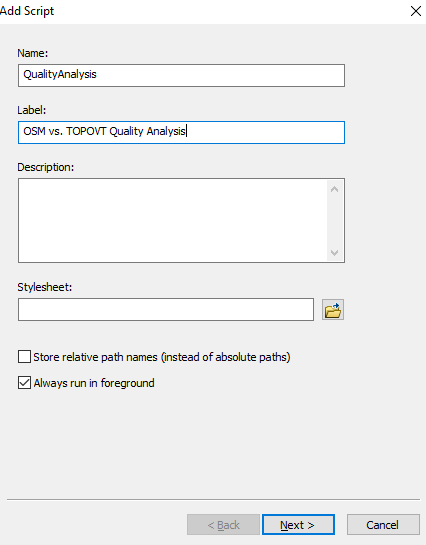 Add Script
Name:
QualityAnalysis
Label:
OSM vs. TOPOVT Quality Analysis
Description:
Stylesheet:
Store relative path names (instead of absolute paths)
Always run in foreground
< Back
Next >
Cancel